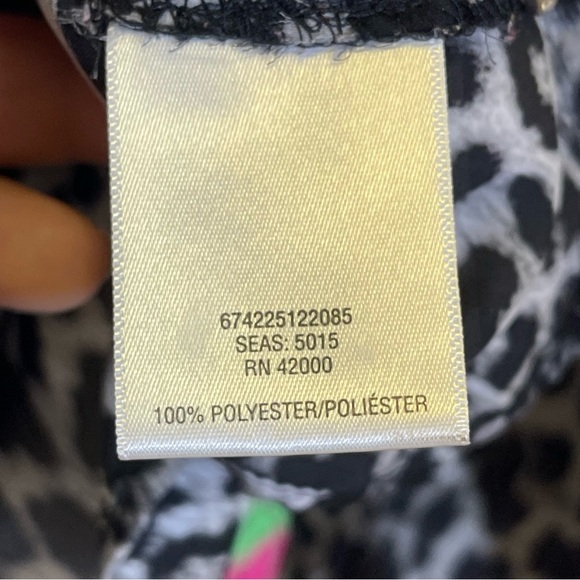 674225122085
SEAS: 5015
RN 42000
100% POLYESTER/POLIÉSTER